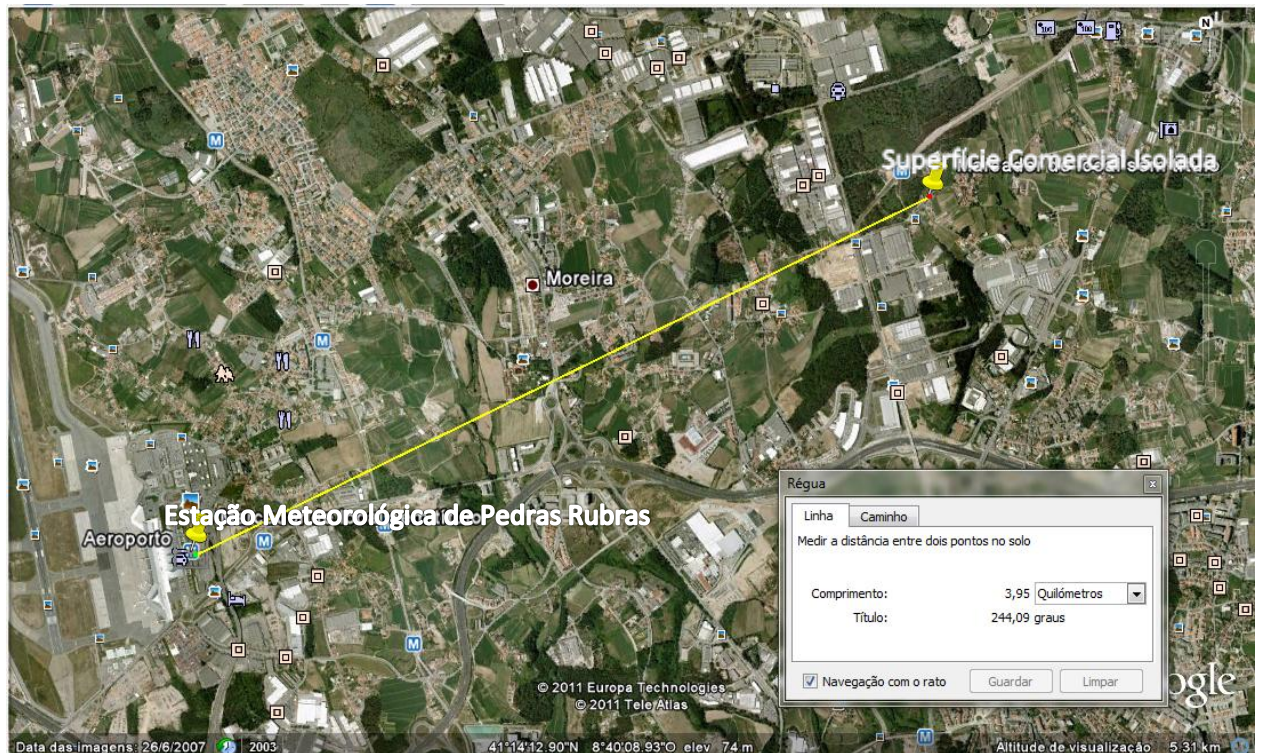 Superfície Comercial Isolada
Moreira
Estação Meteorológica de Pedras Rubras
Aeroporto
Régua
Linha
Caminho
Medir a distância entre dois pontos no solo
Comprimento: 3,95 Quilómetros
Título: 244,09 graus
Navegação com o rato
Guardar
Limpar
© 2011 Europa Technologies
© 2011 Tele Atlas
ogle
Data das imagens: 26/6/2007 2003 41°14'12.90"N 8°40'08.93"O elev 74 m Altitude de visualização 5.31 km